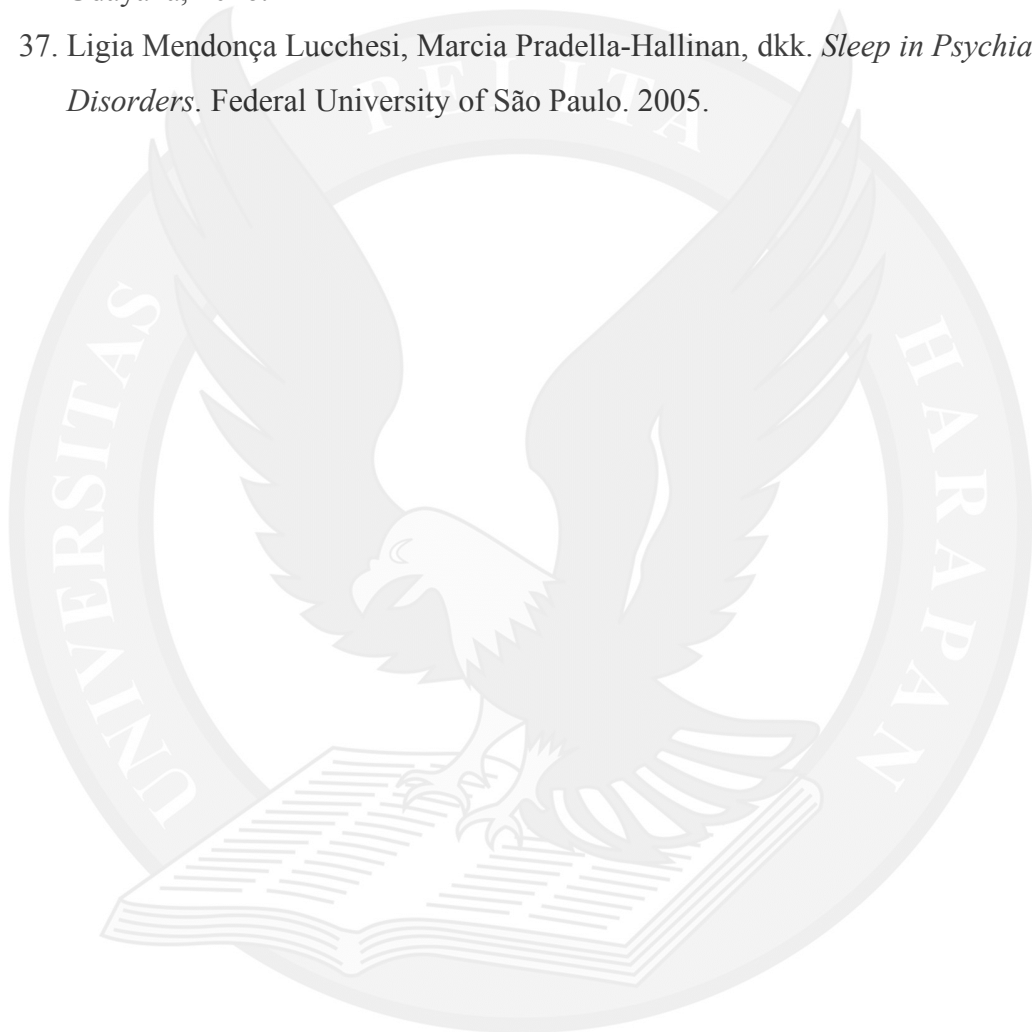 37. Ligia Mendonça Lucchesi, Marcia Pradella-Hallinan, dkk. Sleep in Psychia
Disorders. Federal University of São Paulo. 2005.
UNIVERSITAS PELITA HARAPAN